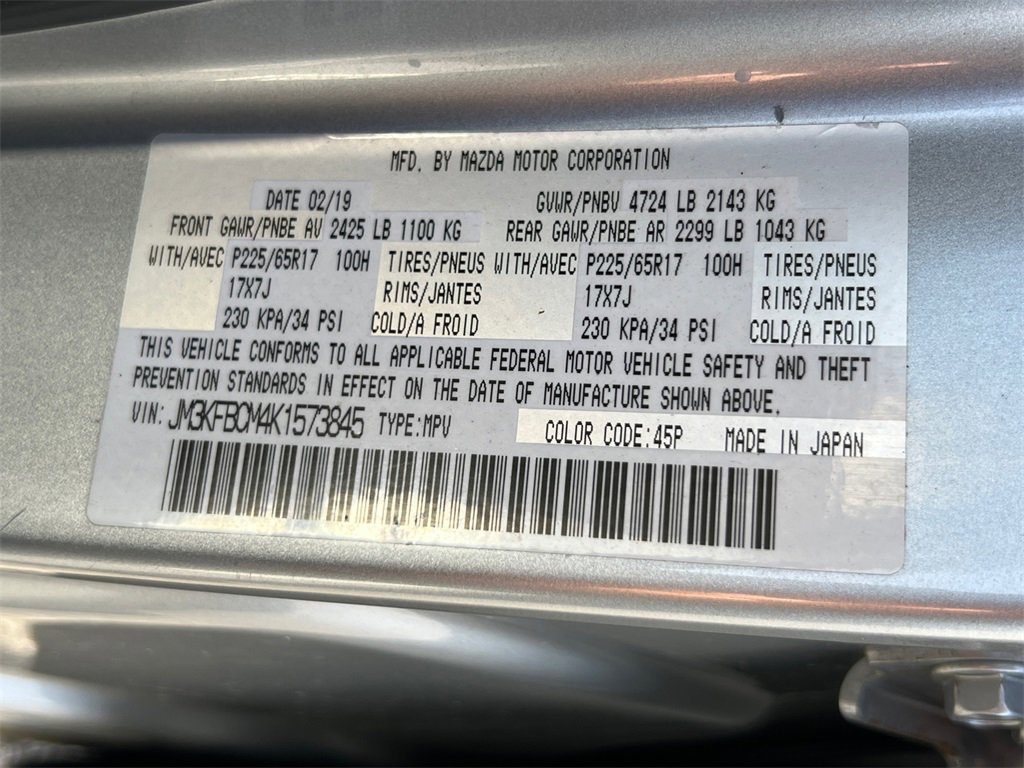 MFD. BY MAZDA MOTOR CORPORATION
DATE 02/19 GVWR/PNBV 4724 LB 2143 KG
FRONT GAWR/PNBE AV 2425 LB 1100 KG REAR GAWR/PNBE AR 2299 LB 1043 KG
WITH/AVEC P225/65R17 100H TIRES/PNEUS WITH/AVEC P225/65R17 100H TIRES/PNEUS
17X7J RIMS/JANTES 17X7J RIMS/JANTES
230 KPA/34 PSI COLD/A FROID 230 KPA/34 PSI COLD/A FROID
THIS VEHICLE CONFORMS TO ALL APPLICABLE FEDERAL MOTOR VEHICLE SAFETY AND THEFT
PREVENTION STANDARDS IN EFFECT ON THE DATE OF MANUFACTURE SHOWN ABOVE.
VIN: JM3KFBCM4K1573845 TYPE:MPV COLOR CODE:45P MADE IN JAPAN